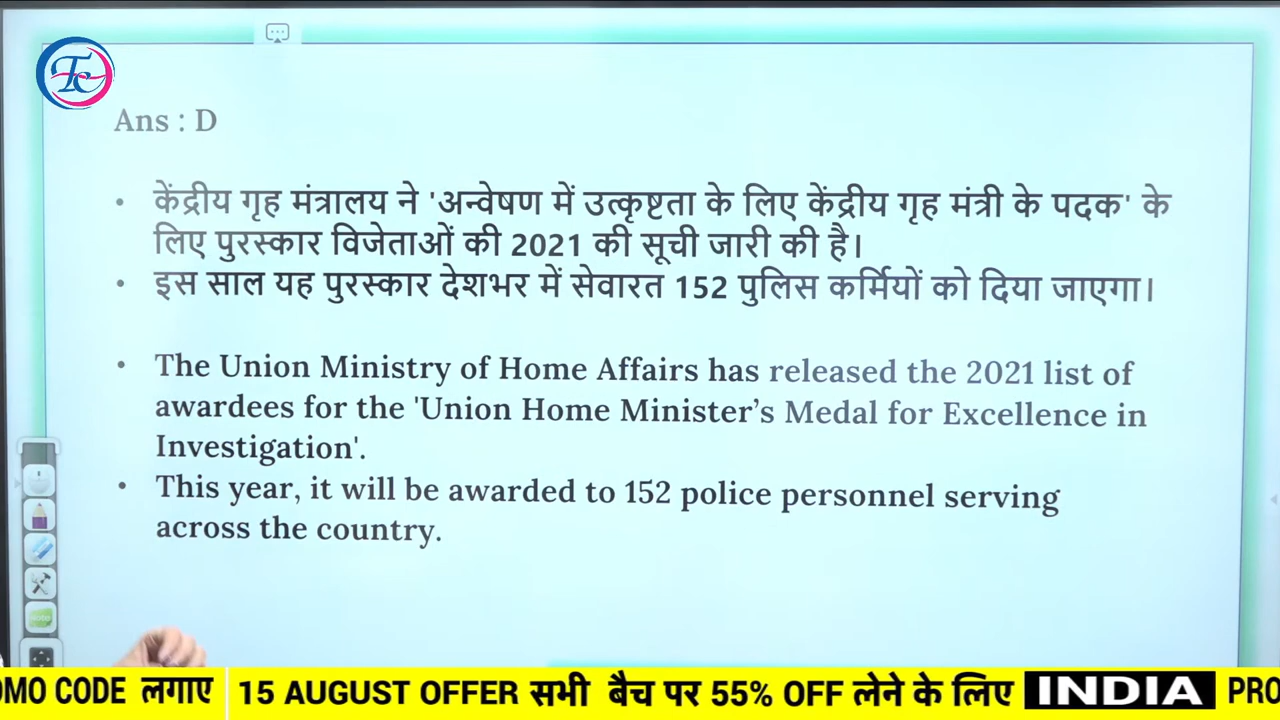 Tc
Ans : D
• केंद्रीय गृह मंत्रालय ने 'अन्वेषण में उत्कृष्टता के लिए केंद्रीय गृह मंत्री के पदक' के
लिए पुरस्कार विजेताओं की 2021 की सूची जारी की है।
• इस साल यह पुरस्कार देशभर में सेवारत 152 पुलिस कर्मियों को दिया जाएगा।
• The Union Ministry of Home Affairs has released the 2021 list of
awardees for the 'Union Home Minister’s Medal for Excellence in
Investigation'.
• This year, it will be awarded to 152 police personnel serving
across the country.
OMO CODE लगाए 15 AUGUST OFFER सभी बैच पर 55% OFF लेने के लिए INDIA PRO